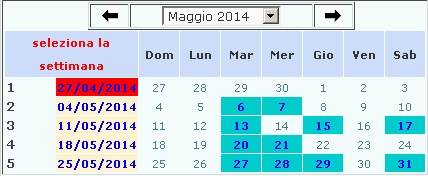 Maggio 2014
seleziona la settimana Dom Lun Mar Mer Gio Ven Sab
1 27/04/2014 27 28 29 30 1 2 3
2 04/05/2014 4 5 6 7 8 9 10
3 11/05/2014 11 12 13 14 15 16 17
4 18/05/2014 18 19 20 21 22 23 24
5 25/05/2014 25 26 27 28 29 30 31